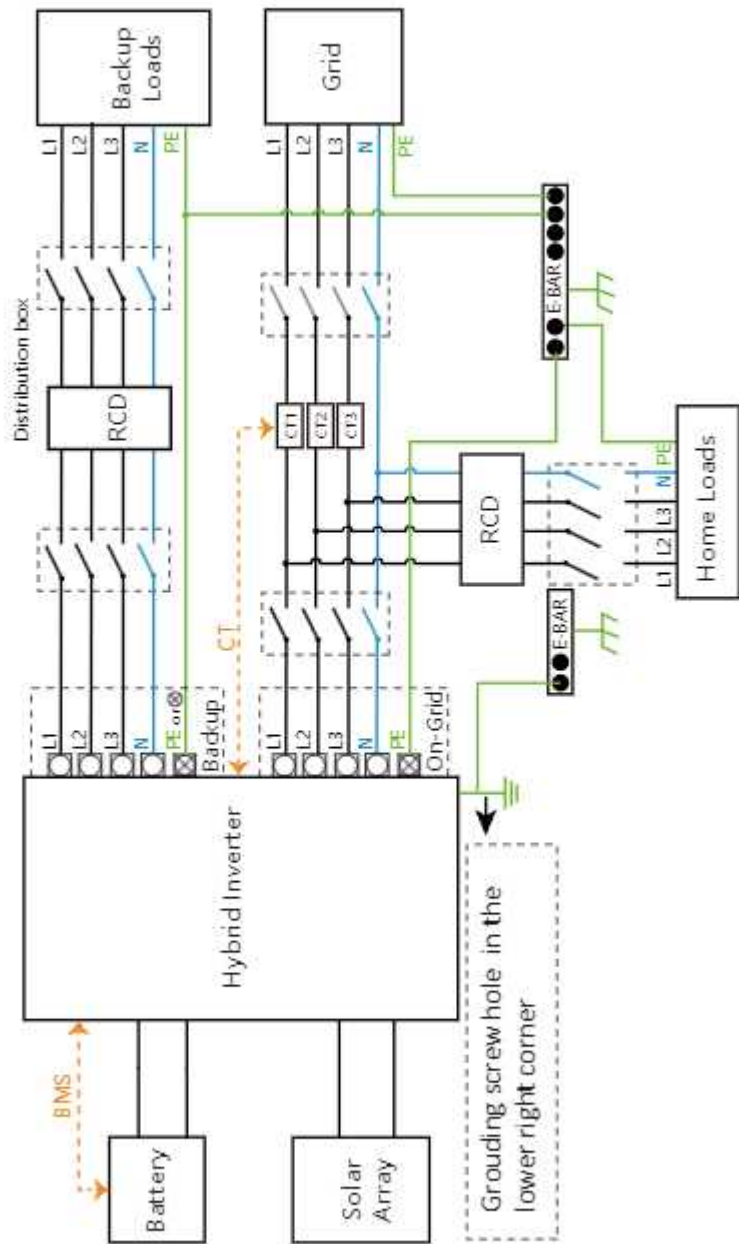 Backup
Loads
L1
L2
L3
N
PE
Grid
L1
L2
L3
N
PE
Distribution box
RCD
E-BAR
CT1
CT2
CT3
CT
RCD
L1
L2
L3
N
PE
Home Loads
E-BAR
L1
L2
L3
N
PE or
Backup
L1
L2
L3
N
PE
On-Grid
Hybrid Inverter
Grouding screw hole in the
lower right corner
BMS
Battery
Solar
Array